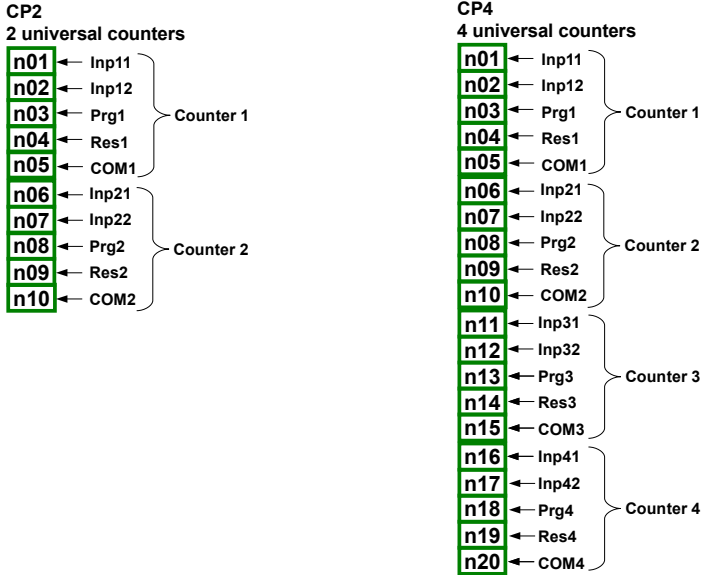 CP2
2 universal counters
n01 Inp11
n02 Inp12
n03 Prg1
Counter 1
n04 Res1
n05 COM1
n06 Inp21
n07 Inp22
n08 Prg2
Counter 2
n09 Res2
n10 COM2
CP4
4 universal counters
n01 Inp11
n02 Inp12
n03 Prg1
Counter 1
n04 Res1
n05 COM1
n06 Inp21
n07 Inp22
n08 Prg2
Counter 2
n09 Res2
n10 COM2
n11 Inp31
n12 Inp32
n13 Prg3
Counter 3
n14 Res3
n15 COM3
n16 Inp41
n17 Inp42
n18 Prg4
Counter 4
n19 Res4
n20 COM4